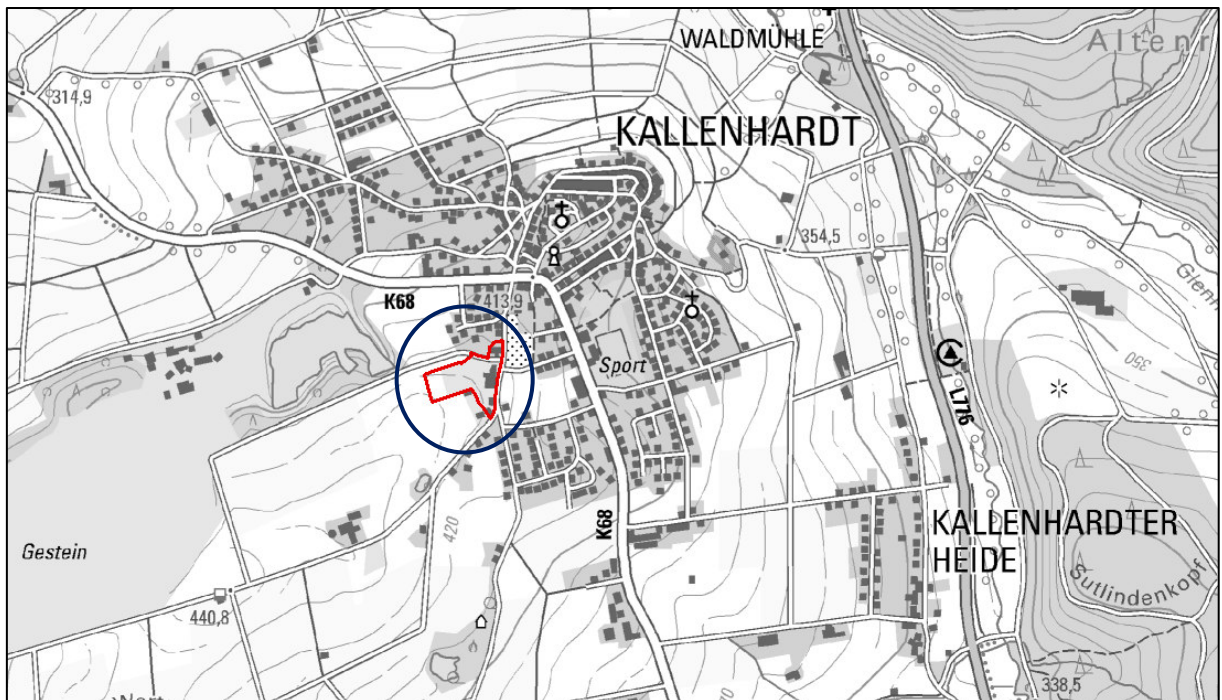 WALDMÜHLE
Altenr
314,9
KALLENHARDT
354,5
Glenn
K68
413,9
Sport
350
L776
K68
420
KALLENHARDTER
HEIDE
Gestein
Sutlindenkopf
440,8
338,5